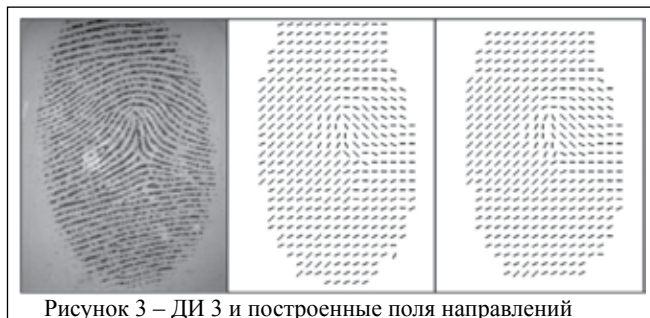 Рисунок 3 – ДИ 3 и построенные поля направлений